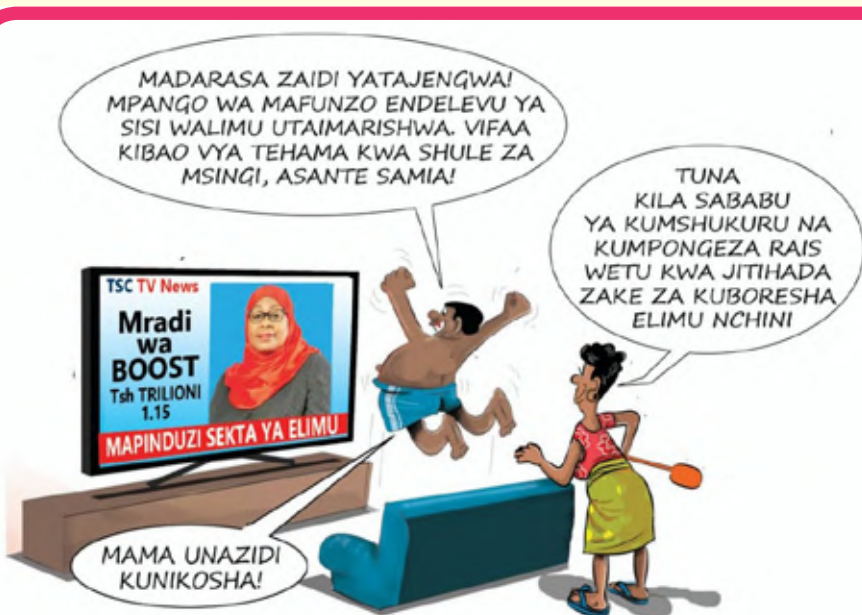 MADARASA ZAIDI YATAJENGWA!
MPANGO WA MAFUNZO ENDELEVU YA
SISI WALIMU UTAIMARISHWA. VIFAA
KIBAO VYA TEHAMA KWA SHULE ZA
MSINGI, ASANTE SAMIA!
TUNA
KILA SABABU
YA KUMSHUKURU NA
KUMPONGEZA RAIS
WETU KWA JITIHADA
ZAKE ZA KUBORESHA
ELIMU NCHINI
TSC TV News
Mradi
wa
BOOST
Tsh TRILIONI
1.15
MAPINDUZI SEKTA YA ELIMU
MAMA UNAZIDI
KUNIKOSHA!